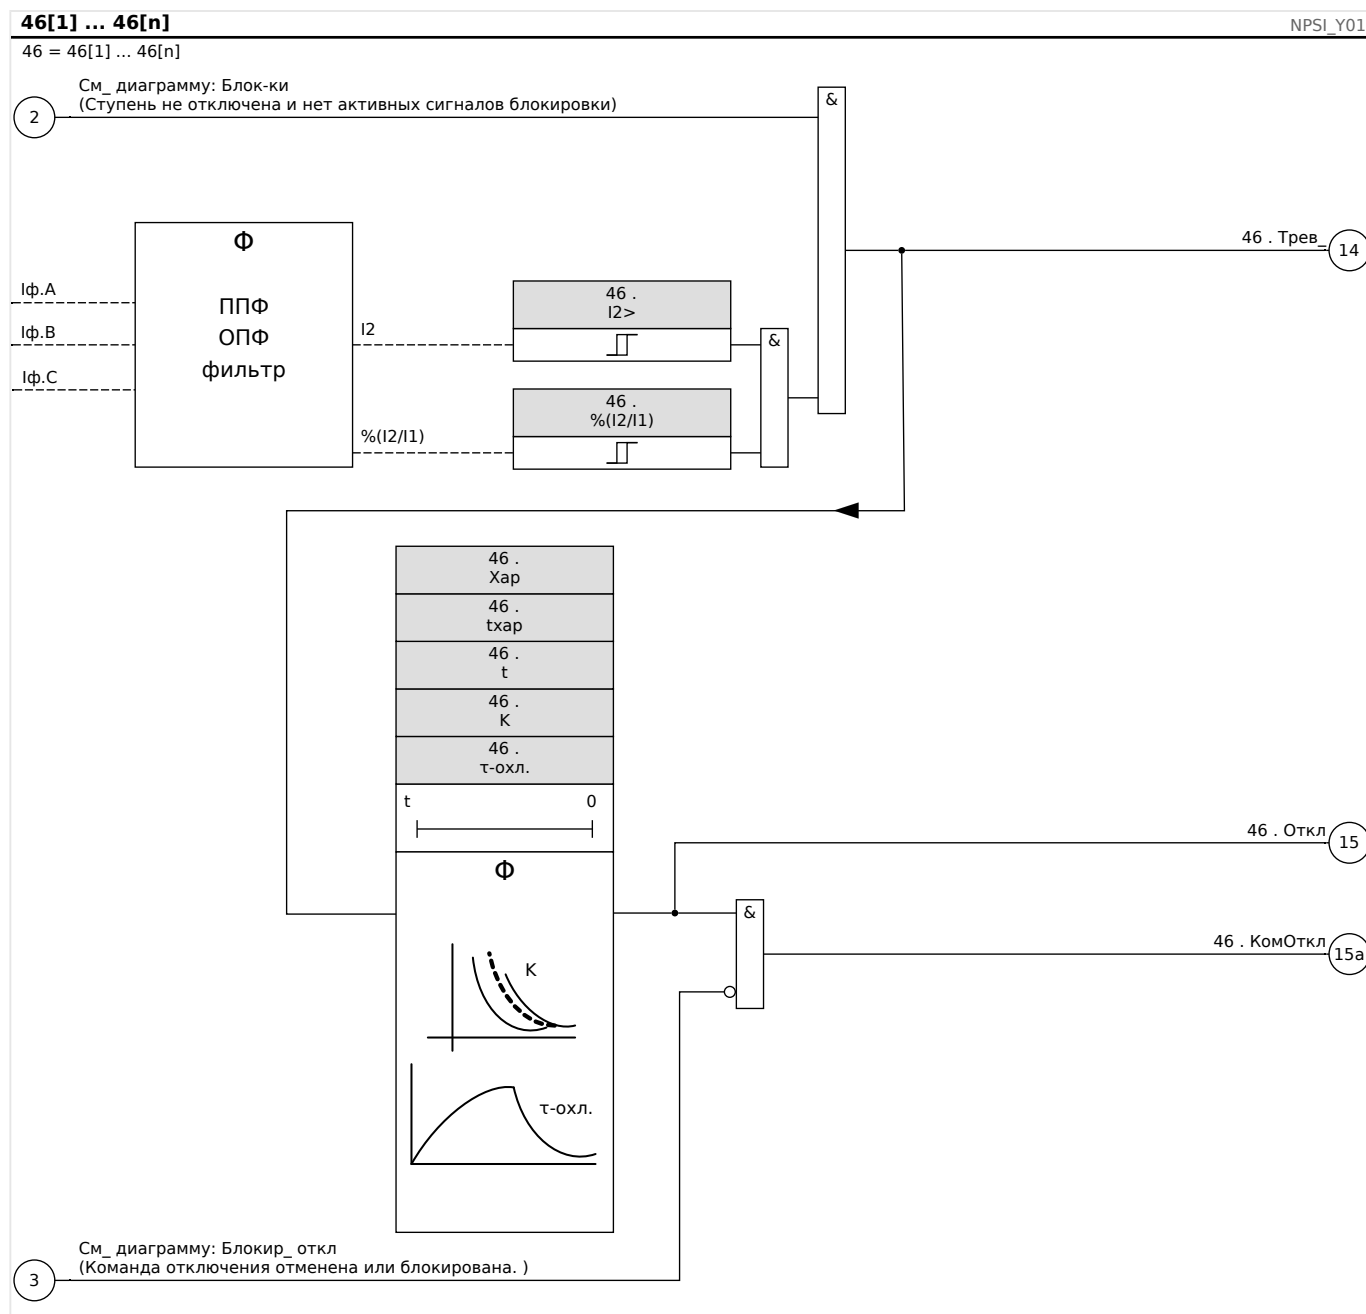 46[1] ... 46[n]
NPSI_Y01
46 = 46[1] ... 46[n]
См_ диаграмму: Блок-ки
(Ступень не отключена и нет активных сигналов блокировки)
2
&
Ф
ППФ
ОПФ
фильтр
Iф.A
Iф.B
Iф.C
I2
%(I2/I1)
46 .
I2>
46 .
%(I2/I1)
&
46 . Трев_
14
46 .
Хар
46 .
tхар
46 .
t
46 .
K
46 .
τ-охл.
t
0
Ф
K
τ-охл.
46 . Откл
15
&
46 . КомОткл
15a
См_ диаграмму: Блокир_ откл
(Команда отключения отменена или блокирована. )
3